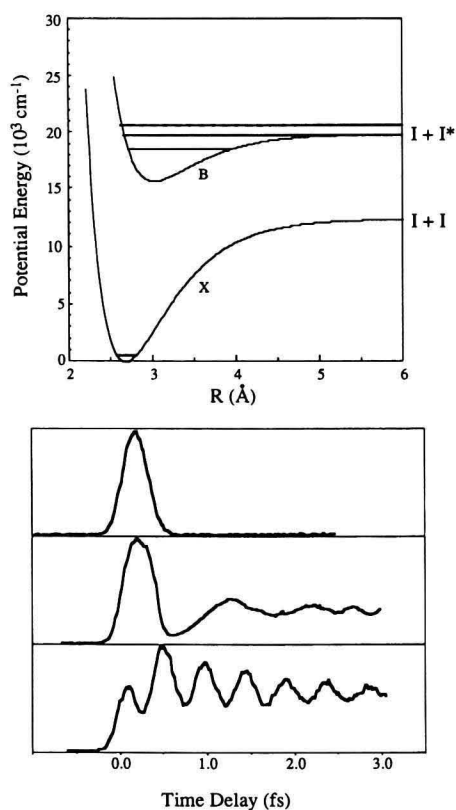 30
25
20
15
10
5
0
Potential Energy (10³ cm⁻¹)
I + I*
B
I + I
X
2 3 4 5 6
R (Å)
0.0 1.0 2.0 3.0
Time Delay (fs)